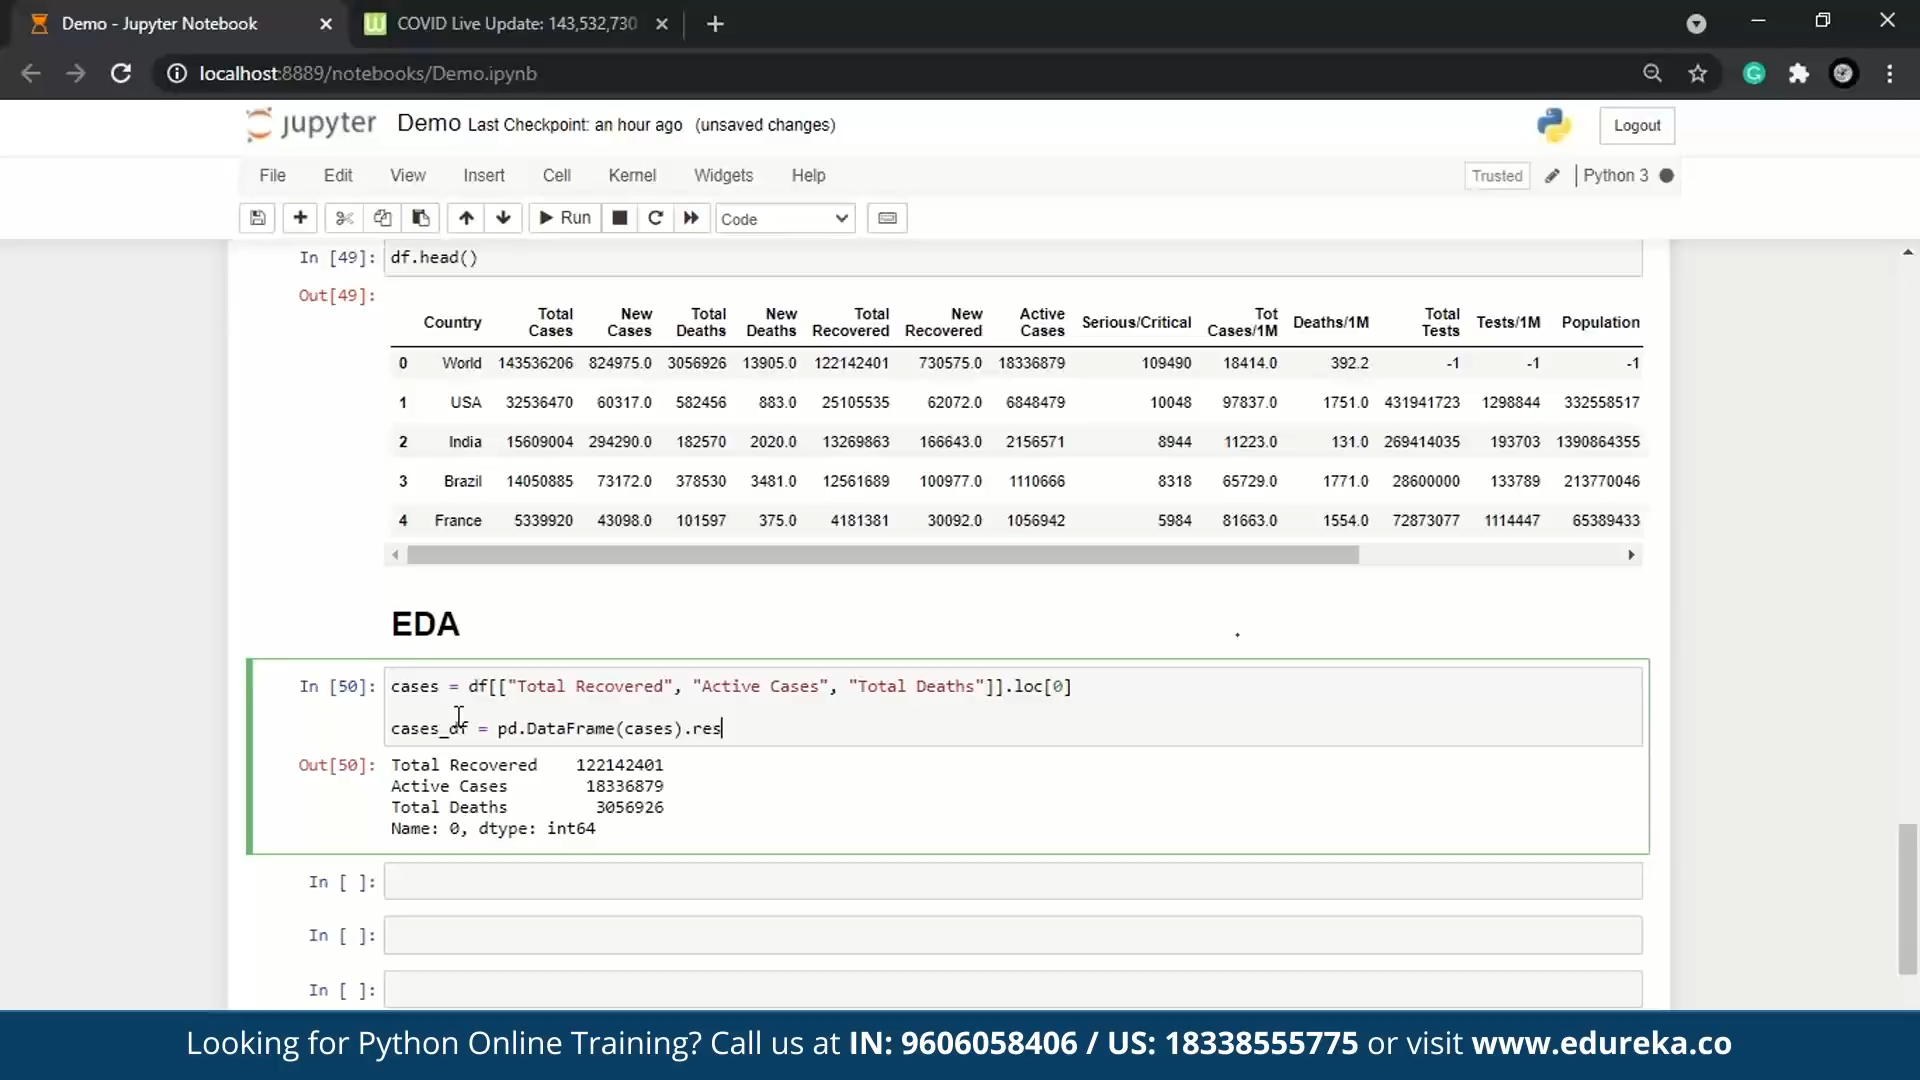 Demo - Jupyter Notebook
COVID Live Update: 143,532,730
localhost:8889/notebooks/Demo.ipynb
jupyter Demo Last Checkpoint: an hour ago (unsaved changes)
Logout
File Edit View Insert Cell Kernel Widgets Help
Trusted Python 3
Run Code
In [49]: df.head()
Out[49]:
Country Total Cases New Cases Total Deaths New Deaths Total Recovered New Recovered Active Cases Serious/Critical Tot Cases/1M Deaths/1M Total Tests Tests/1M Population
0 World 143536206 824975.0 3056926 13905.0 122142401 730575.0 18336879 109490 18414.0 392.2 -1 -1 -1
1 USA 32536470 60317.0 582456 883.0 25105535 62072.0 6848479 10048 97837.0 1751.0 431941723 1298844 332558517
2 India 15609004 294290.0 182570 2020.0 13269863 166643.0 2156571 8944 11223.0 131.0 269414035 193703 1390864355
3 Brazil 14050885 73172.0 378530 3481.0 12561689 100977.0 1110666 8318 65729.0 1771.0 28600000 133789 213770046
4 France 5339920 43098.0 101597 375.0 4181381 30092.0 1056942 5984 81663.0 1554.0 72873077 1114447 65389433
EDA
In [50]: cases = df[["Total Recovered", "Active Cases", "Total Deaths"]].loc[0]
cases_df = pd.DataFrame(cases).res
Out[50]: Total Recovered 122142401
Active Cases 18336879
Total Deaths 3056926
Name: 0, dtype: int64
In [ ]:
In [ ]:
In [ ]:
Looking for Python Online Training? Call us at IN: 9606058406 / US: 18338555775 or visit www.edureka.co